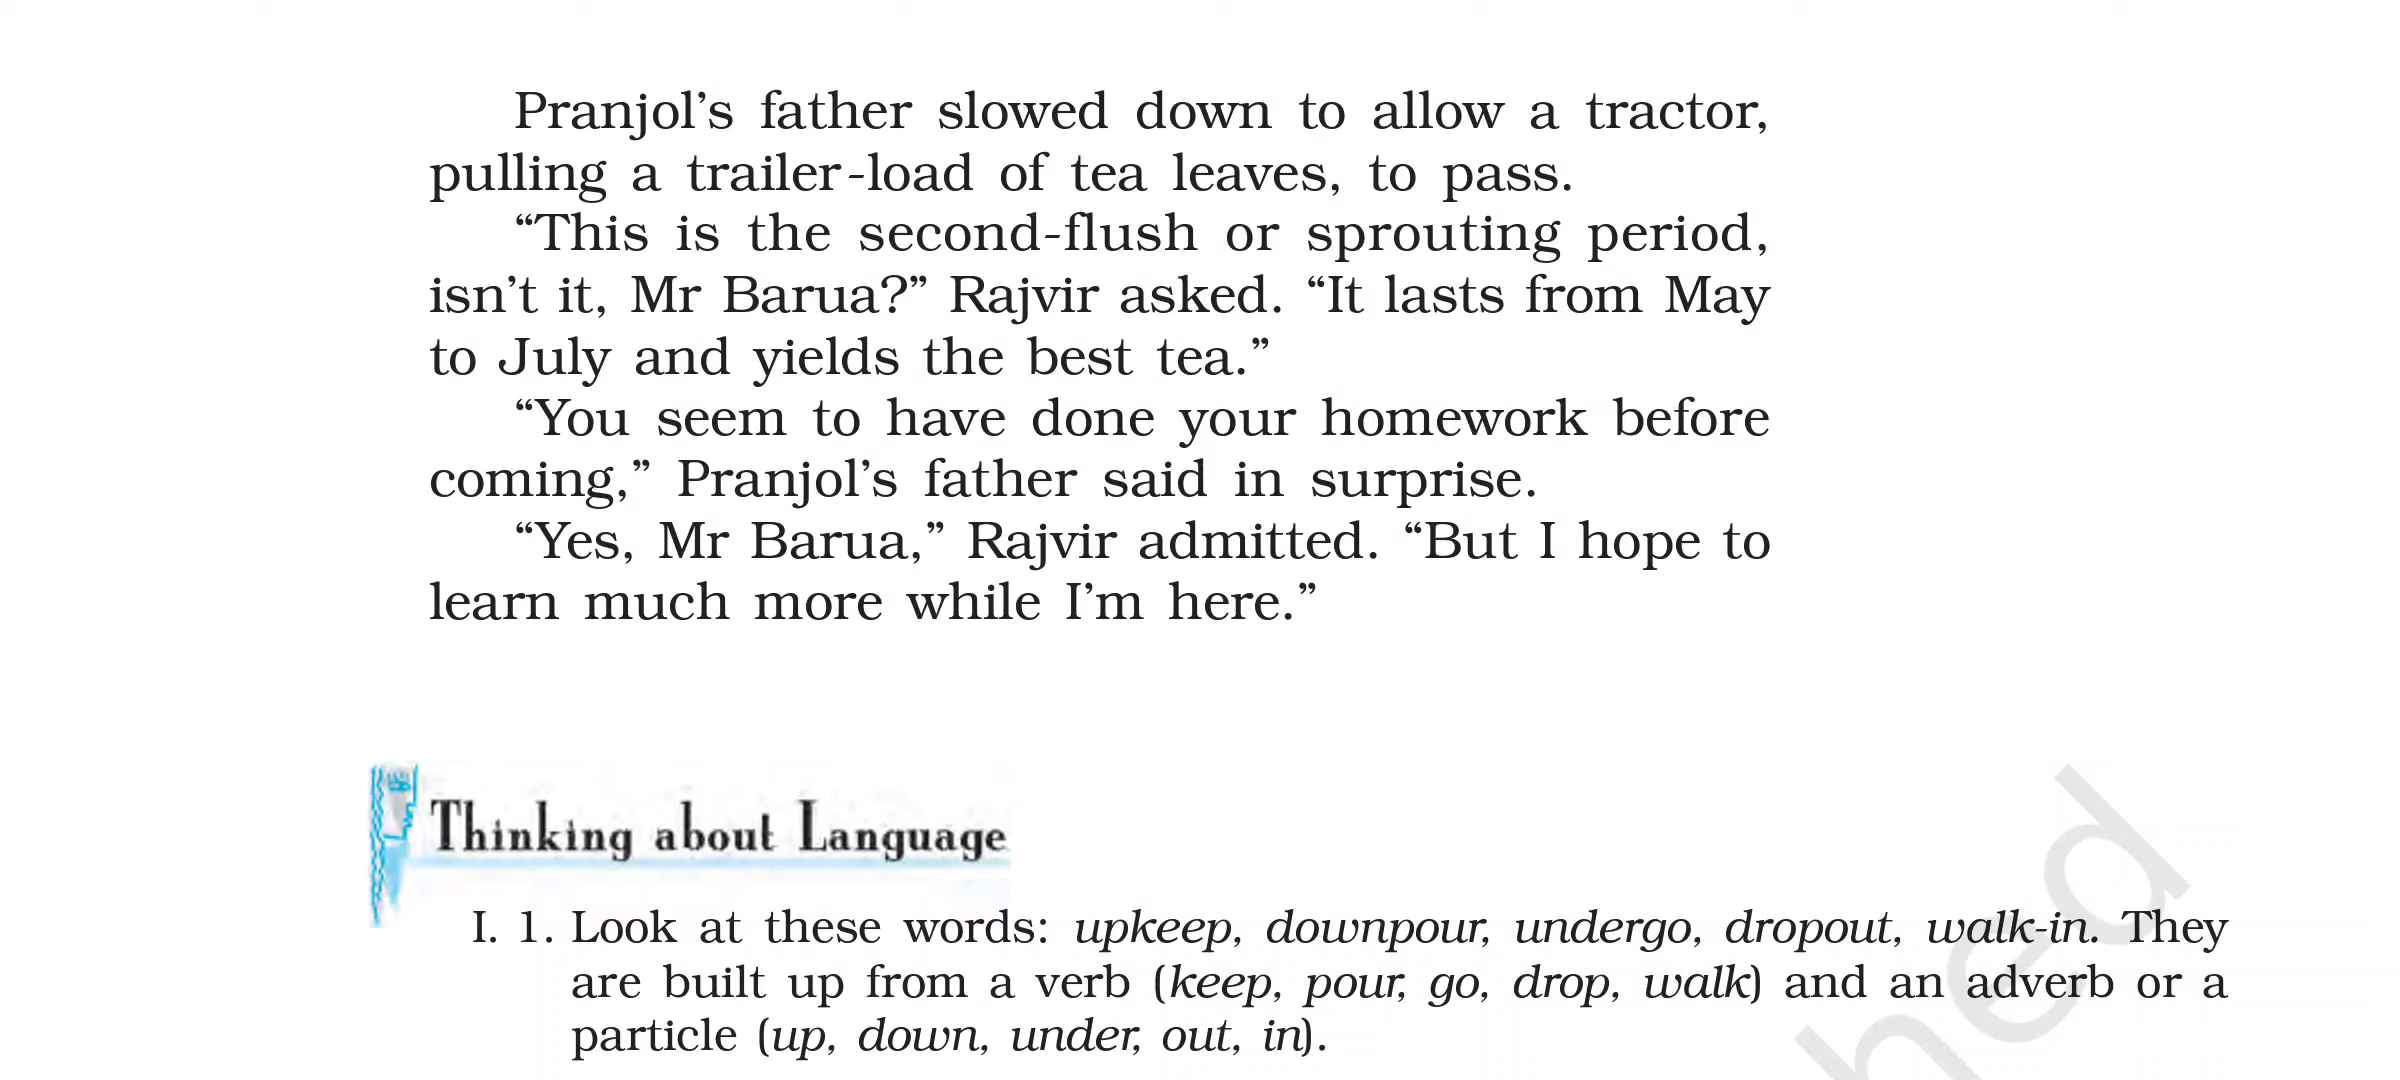 Pranjol’s father slowed down to allow a tractor,
pulling a trailer-load of tea leaves, to pass.
“This is the second-flush or sprouting period,
isn’t it, Mr Barua?” Rajvir asked. “It lasts from May
to July and yields the best tea.”
“You seem to have done your homework before
coming,” Pranjol’s father said in surprise.
“Yes, Mr Barua,” Rajvir admitted. “But I hope to
learn much more while I’m here.”
Thinking about Language
I. 1. Look at these words: upkeep, downpour, undergo, dropout, walk-in. They
are built up from a verb (keep, pour, go, drop, walk) and an adverb or a
particle (up, down, under, out, in).
hed